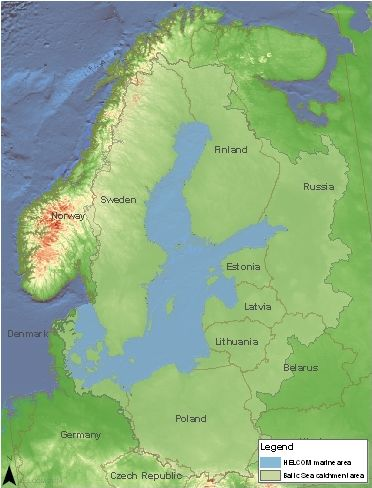 Finland
Russia
Sweden
Norway
Estonia
Latvia
Denmark
Lithuania
Belarus
Poland
Germany
Czech Republic
Legend
HELCOM marine area
Baltic Sea catchment area